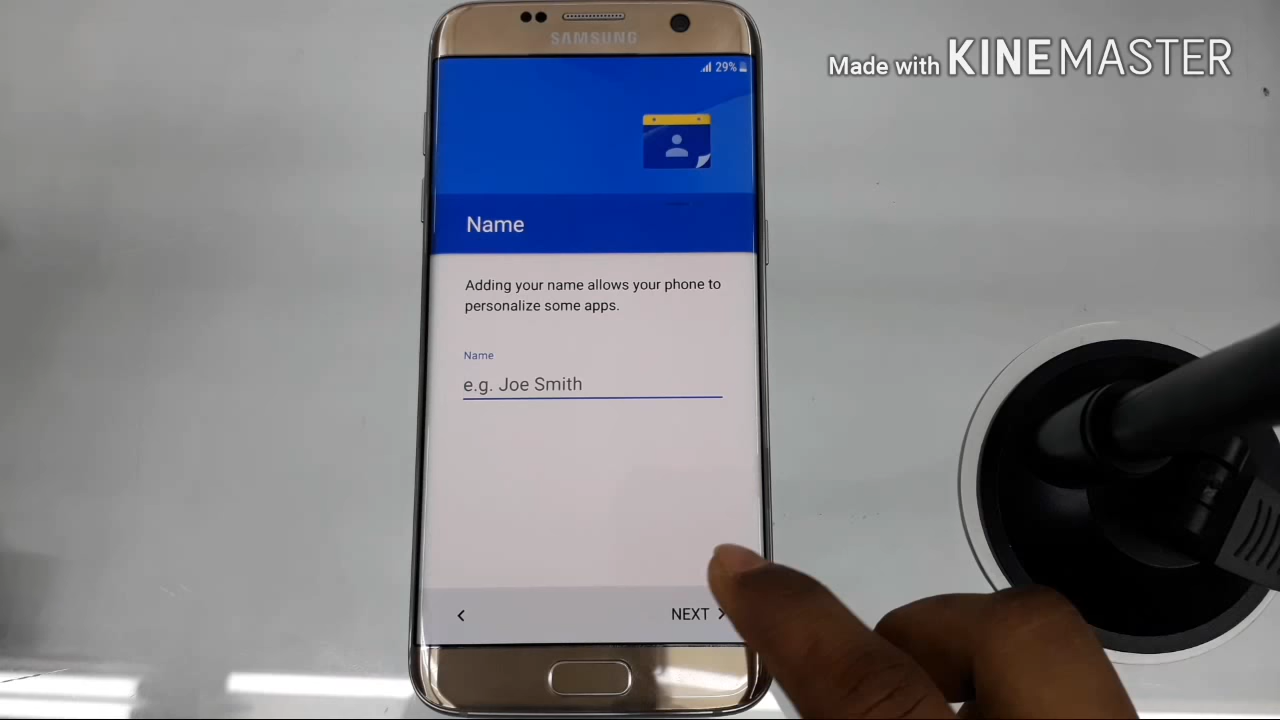 SAMSUNG
Made with KINEMASTER
29%
Name
Adding your name allows your phone to
personalize some apps.
Name
e.g. Joe Smith
NEXT